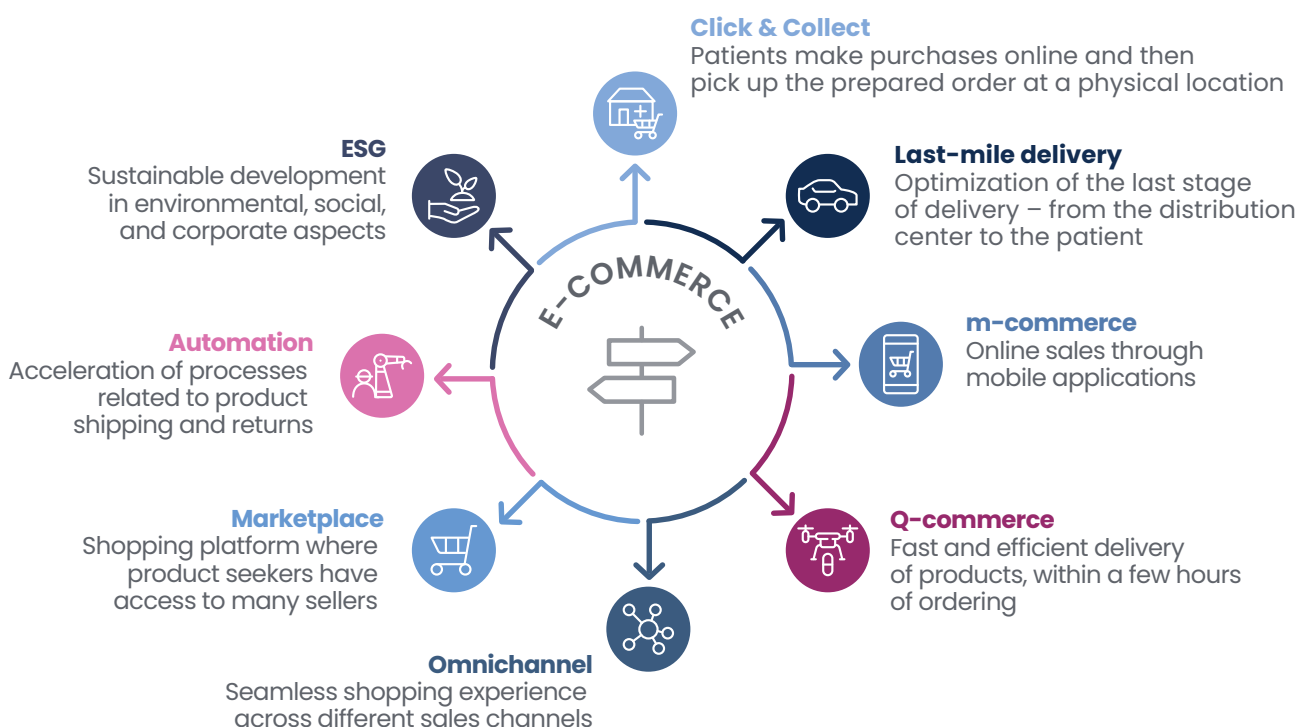 Click & Collect
Patients make purchases online and then
pick up the prepared order at a physical location
ESG
Sustainable development
in environmental, social,
and corporate aspects
Last-mile delivery
Optimization of the last stage
of delivery – from the distribution
center to the patient
E-COMMERCE
m-commerce
Online sales through
mobile applications
Automation
Acceleration of processes
related to product
shipping and returns
Marketplace
Shopping platform where
product seekers have
access to many sellers
Q-commerce
Fast and efficient delivery
of products, within a few hours
of ordering
Omnichannel
Seamless shopping experience
across different sales channels